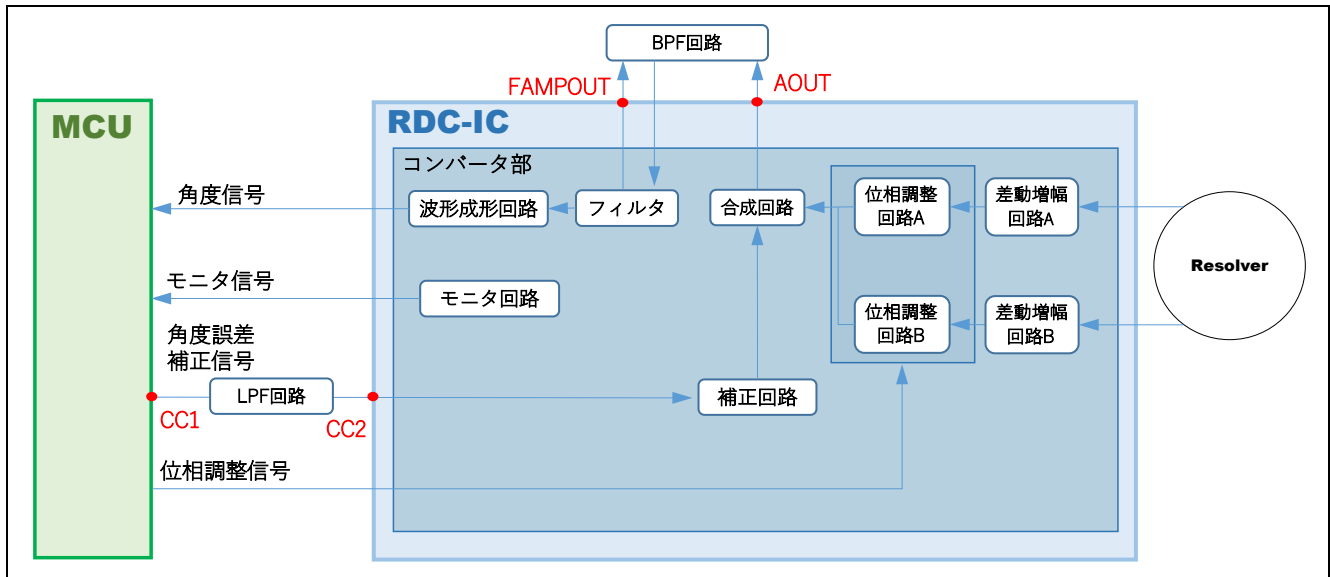 BPF回路
FAMPOUT
AOUT
MCU
RDC-IC
コンバータ部
角度信号
波形成形回路
フィルタ
合成回路
位相調整
回路A
差動増幅
回路A
Resolver
モニタ信号
モニタ回路
位相調整
回路B
差動増幅
回路B
角度誤差
補正信号
LPF回路
補正回路
CC1
CC2
位相調整信号